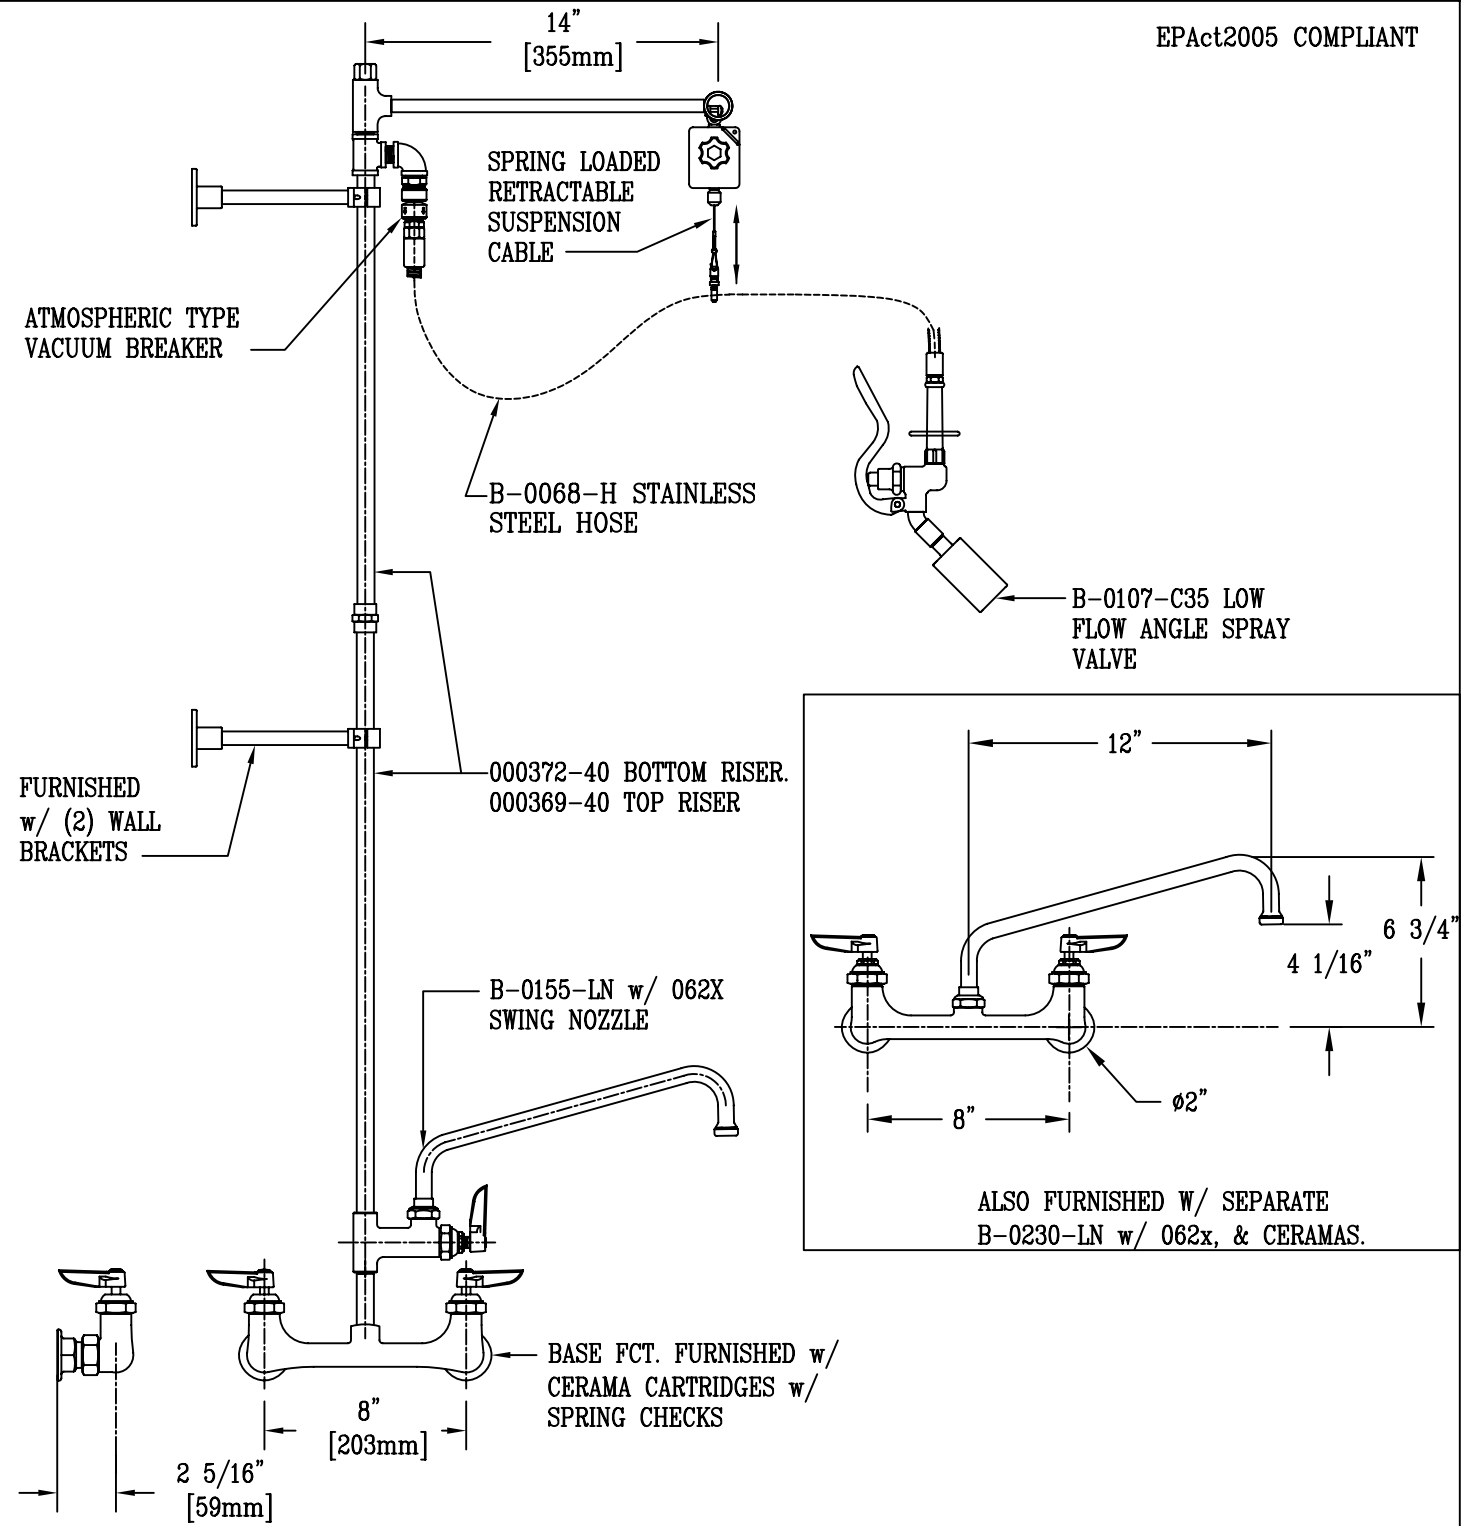 14"
[355mm]
EPAct2005 COMPLIANT
SPRING LOADED
RETRACTABLE
SUSPENSION
CABLE
ATMOSPHERIC TYPE
VACUUM BREAKER
B-0068-H STAINLESS
STEEL HOSE
B-0107-C35 LOW
FLOW ANGLE SPRAY
VALVE
000372-40 BOTTOM RISER.
000369-40 TOP RISER
FURNISHED
w/ (2) WALL
BRACKETS
12"
6 3/4"
4 1/16"
ø2"
8"
ALSO FURNISHED W/ SEPARATE
B-0230-LN w/ 062x, & CERAMAS.
B-0155-LN w/ 062X
SWING NOZZLE
BASE FCT. FURNISHED w/
CERAMA CARTRIDGES w/
SPRING CHECKS
8"
[203mm]
2 5/16"
[59mm]